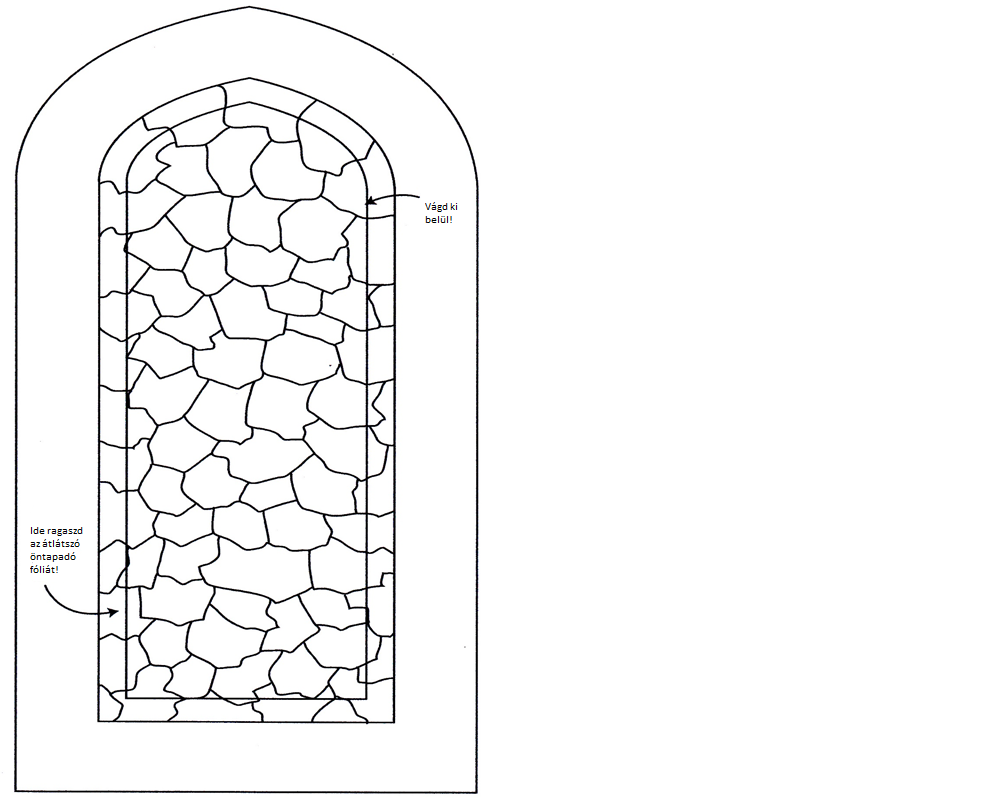 Vágd ki
belül!
Ide ragaszd
az átlátszó
öntapadó
fóliát!